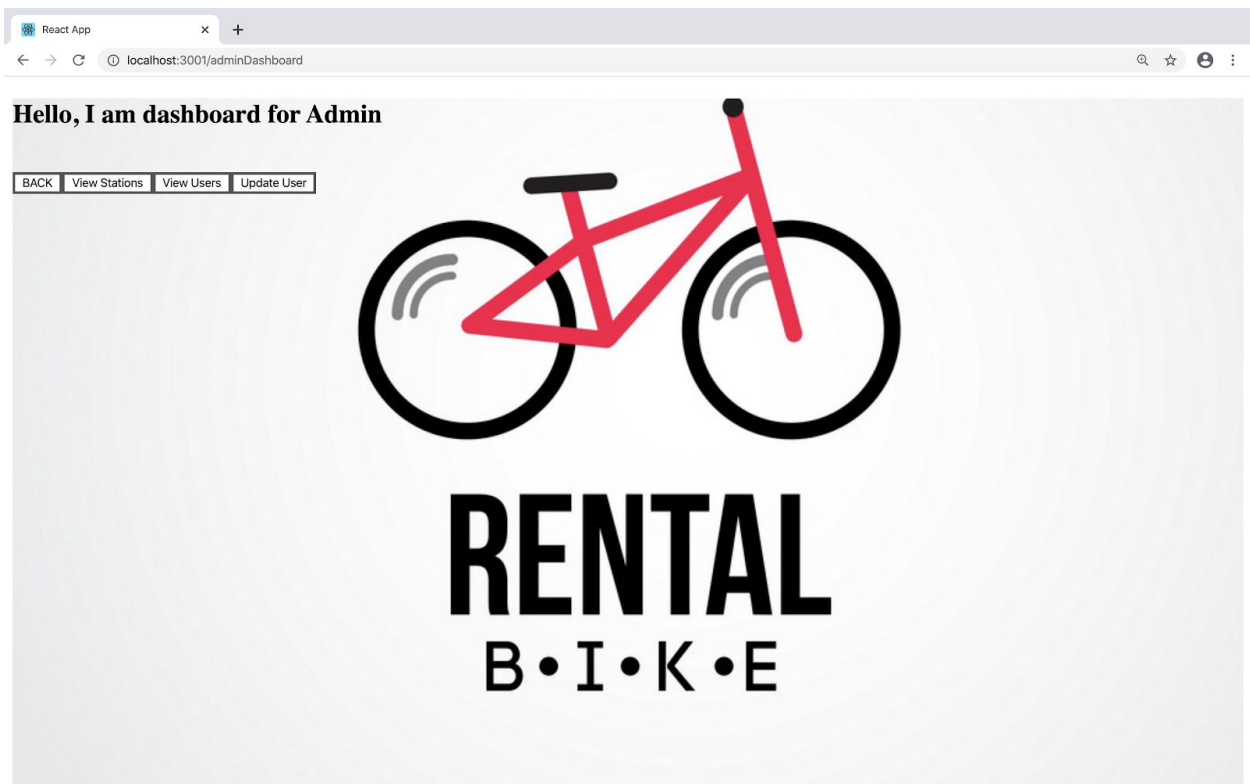 React App
localhost:3001/adminDashboard
Hello, I am dashboard for Admin
BACK View Stations View Users Update User
RENTAL
B•I•K•E